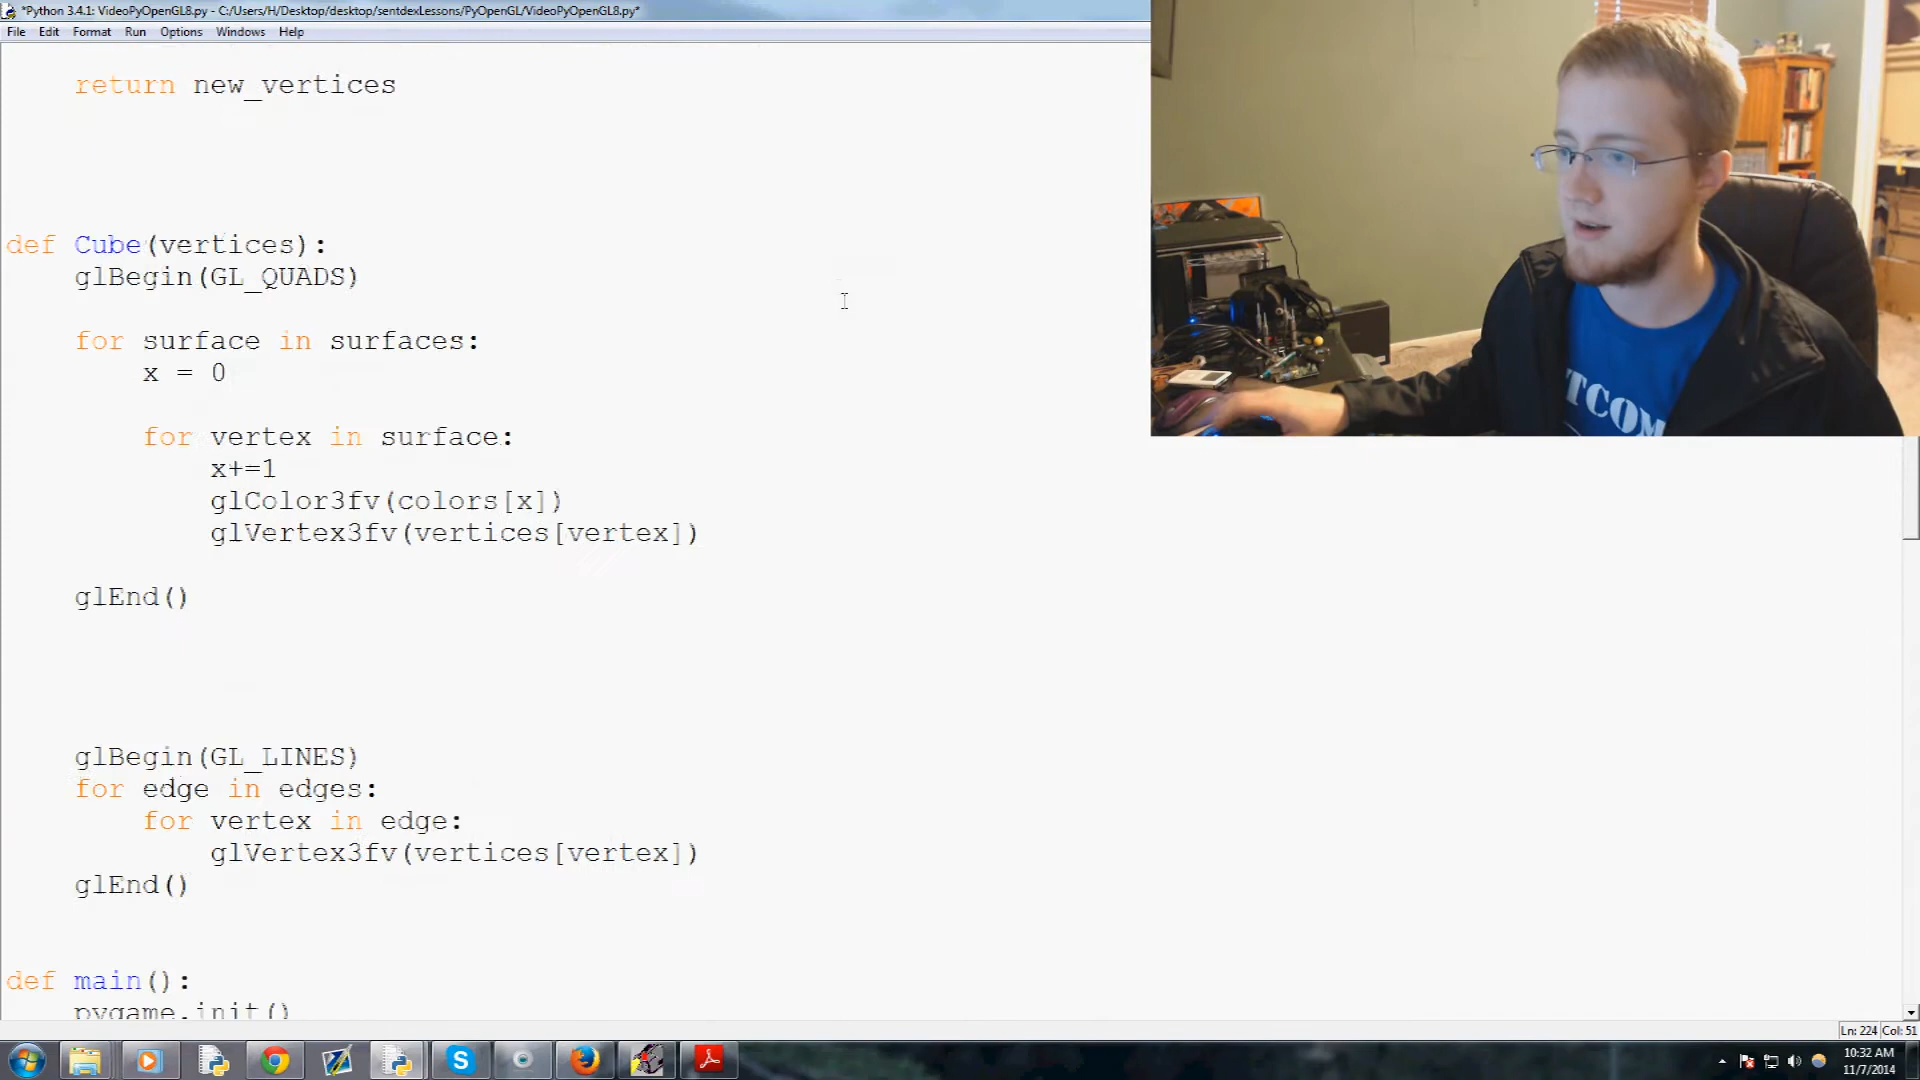 *Python 3.4.1: VideoPyOpenGL8.py - C:/Users/H/Desktop/desktop/sentdexLessons/PyOpenGL/VideoPyOpenGL8.py*
File Edit Format Run Options Windows Help
return new_vertices
def Cube(vertices):
glBegin(GL_QUADS)
for surface in surfaces:
x = 0
for vertex in surface:
x+=1
glColor3fv(colors[x])
glVertex3fv(vertices[vertex])
glEnd()
glBegin(GL_LINES)
for edge in edges:
for vertex in edge:
glVertex3fv(vertices[vertex])
glEnd()
def main():
pygame.init()
TCOM
Ln: 224 Col: 51
10:32 AM
11/7/2014